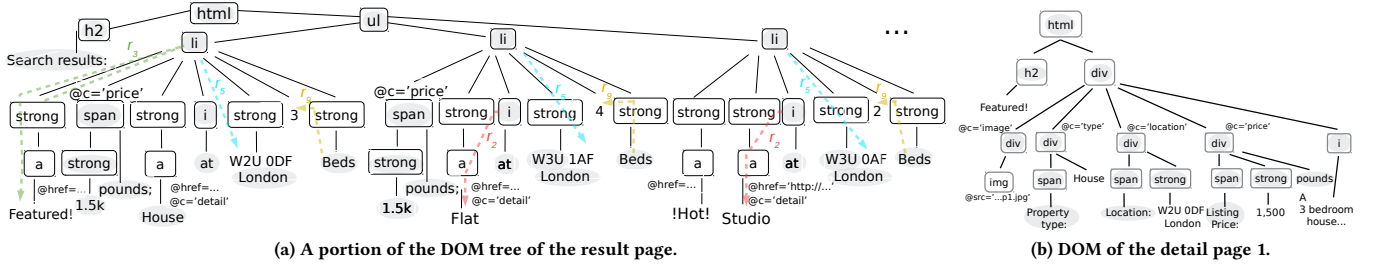 html
ul
h2
li
li
li
...
Search results:
r3
r5
r9
r5
r9
r5
r9
@c='price'
@c='price'
strong
span
strong
i
strong
3
strong
span
strong
i
strong
4
strong
strong
strong
i
strong
2
strong
r2
r2
a
strong
a
at
W2U 0DF
London
Beds
strong
a
at
W3U 1AF
London
Beds
a
a
at
W3U 0AF
London
Beds
@href=...
pounds;
@href=...
@c='detail'
pounds;
@href=...
@c='detail'
@href=...
@href='http://...'
@c='detail'
Featured!
1.5k
House
1.5k
Flat
!Hot!
Studio
(a) A portion of the DOM tree of the result page.
html
h2
div
Featured!
@c='image'
@c='type'
@c='location'
@c='price'
div
div
div
div
i
img
span
House
span
strong
span
strong
pounds
@src='...p1.jpg'
Property
type:
Location:
W2U 0DF
London
Listing
Price:
1,500
A
3 bedroom
house...
(b) DOM of the detail page 1.